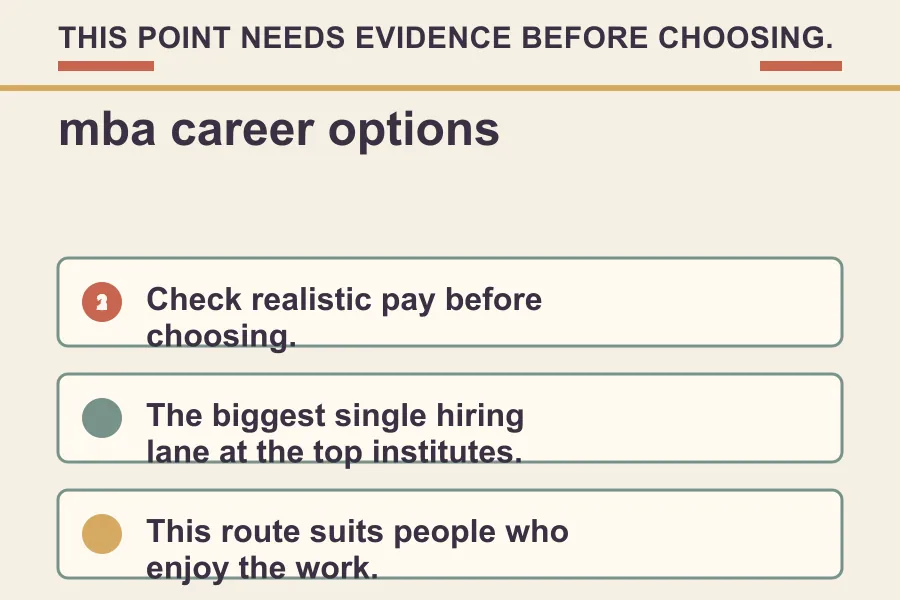 THIS POINT NEEDS EVIDENCE BEFORE CHOOSING.
mba career options
Check realistic pay before
choosing.
The biggest single hiring
lane at the top institutes.
This route suits people who
enjoy the work.